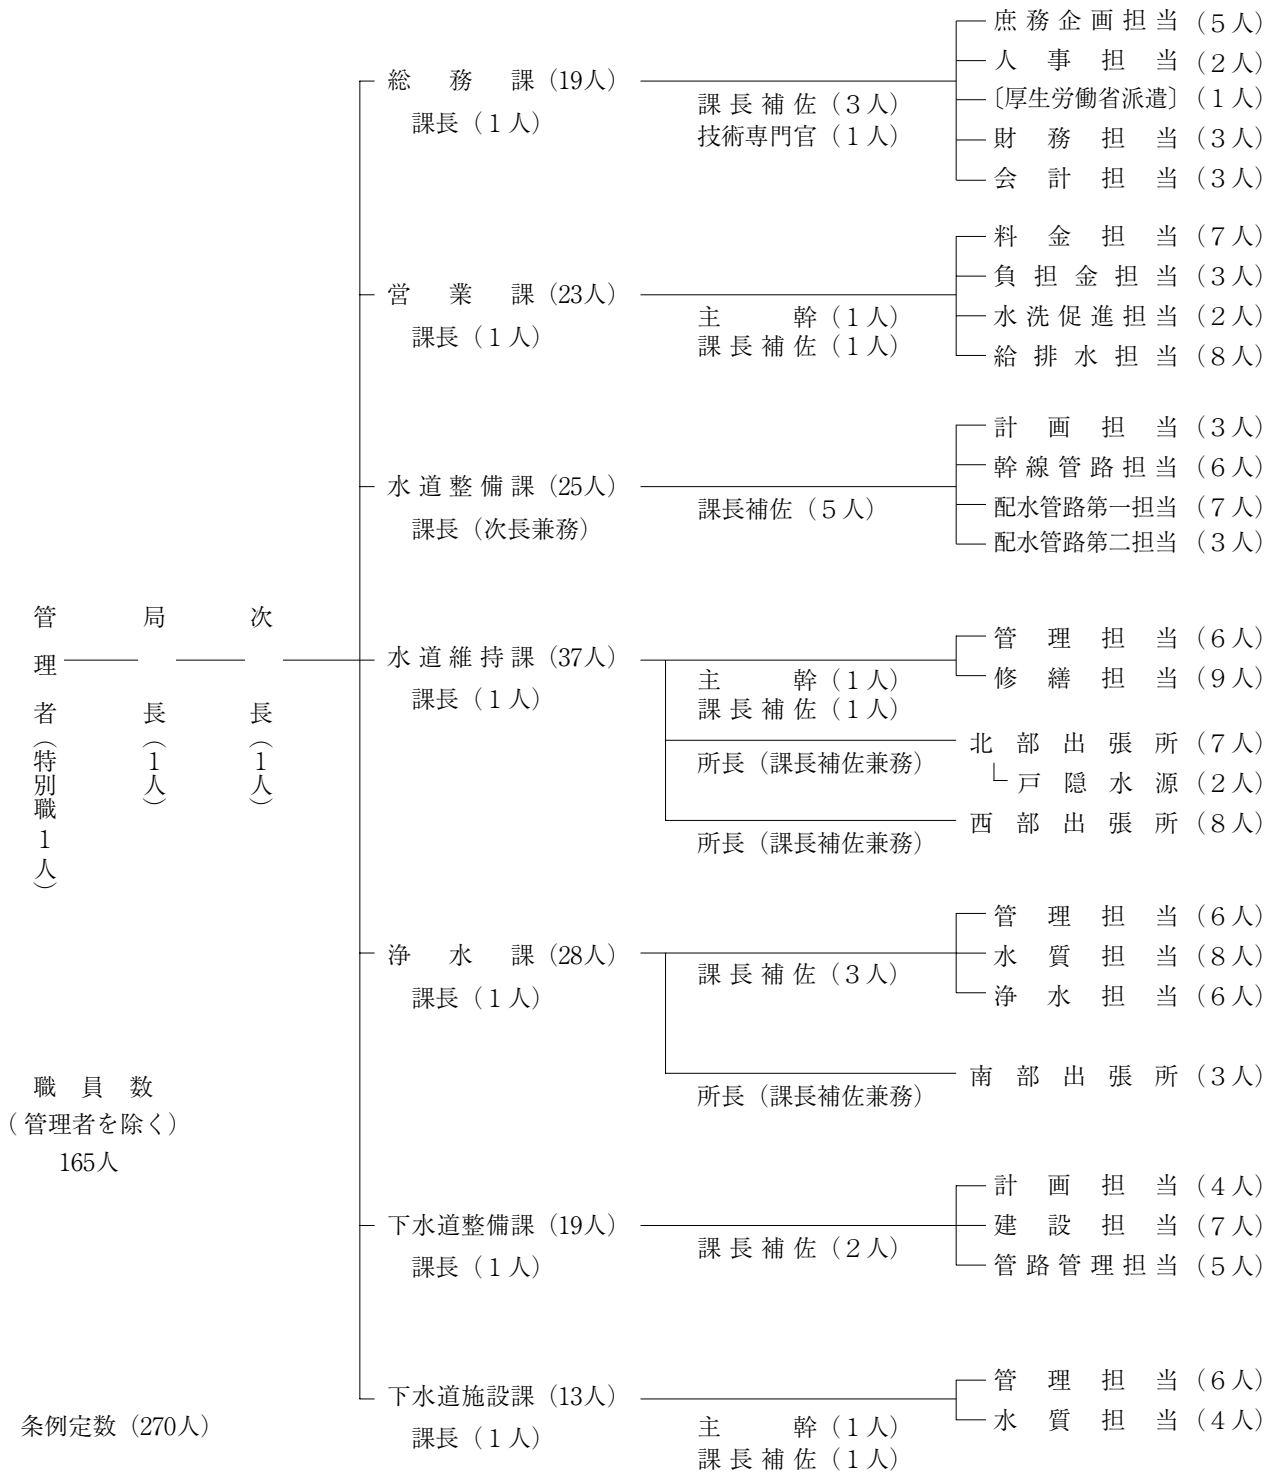 総務課（19人）
課長（1人）
課長補佐（3人）
技術専門官（1人）
庶務企画担当（5人）
人事担当（2人）
〔厚生労働省派遣〕（1人）
財務担当（3人）
会計担当（3人）
営業課（23人）
課長（1人）
主幹（1人）
課長補佐（1人）
料金担当（7人）
負担金担当（3人）
水洗促進担当（2人）
給排水担当（8人）
水道整備課（25人）
課長（次長兼務）
課長補佐（5人）
計画担当（3人）
幹線管路担当（6人）
配水管路第一担当（7人）
配水管路第二担当（3人）
管理者（特別職1人）
局長（1人）
次長（1人）
水道維持課（37人）
課長（1人）
主幹（1人）
課長補佐（1人）
管理担当（6人）
修繕担当（9人）
所長（課長補佐兼務）
北部出張所（7人）
戸隠水源（2人）
所長（課長補佐兼務）
西部出張所（8人）
浄水課（28人）
課長（1人）
課長補佐（3人）
管理担当（6人）
水質担当（8人）
浄水担当（6人）
所長（課長補佐兼務）
南部出張所（3人）
職員数
（管理者を除く）
165人
下水道整備課（19人）
課長（1人）
課長補佐（2人）
計画担当（4人）
建設担当（7人）
管路管理担当（5人）
下水道施設課（13人）
課長（1人）
主幹（1人）
課長補佐（1人）
管理担当（6人）
水質担当（4人）
条例定数（270人）